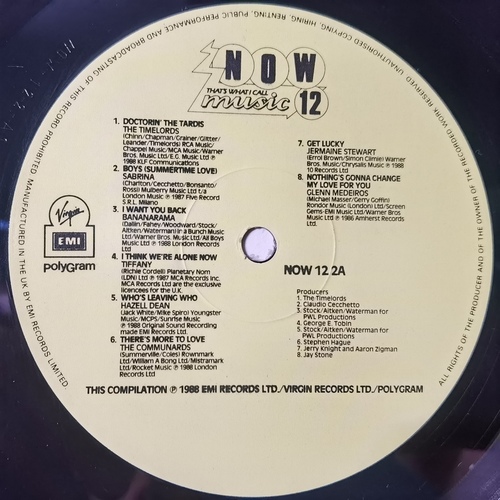 UNAUTHORISED COPYING, HIRING, RENTING, PUBLIC PERFORMANCE AND BROADCASTING OF THIS RECORD PROHIBITED. MANUFACTURED IN THE UK BY EMI RECORDS LIMITED.
ALL RIGHTS OF THE PRODUCER AND OF THE OWNER OF THE RECORDED WORK RESERVED.
NOW
THAT'S WHAT I CALL
music 12
1. DOCTORIN' THE TARDIS
THE TIMELORDS
(Chinn/Chapman/Grainer/Glitter/
Leander/Timelords) RCA Music/
Chappel Music/MCA Music/Warner
Bros. Music Ltd/E.G. Music Ltd ℗
1988 KLF Communications
2. BOYS (SUMMERTIME LOVE)
SABRINA
(Charlton/Cecchetto/Bonsanto/
Rossi) Mulberry Music Ltd t/a
London Music ℗ 1987 Five Record
S.R.L. Milano
3. I WANT YOU BACK
BANANARAMA
(Dallin/Fahey/Woodward/Stock/
Aitken/Waterman) In a Bunch Music
Ltd/Warner Bros. Music Ltd/All Boys
Music Ltd ℗ 1988 London Records
Ltd
4. I THINK WE'RE ALONE NOW
TIFFANY
(Richie Cordell) Planetary Nom
(LDN) Ltd ℗ 1987 MCA Records Inc.
MCA Records Ltd are the exclusive
licencees for the U.K.
5. WHO'S LEAVING WHO
HAZELL DEAN
(Jack White/Mike Spiro) Youngster
Music/MCPS/Sunrise Music
℗ 1988 Original Sound Recording
made EMI Records Ltd.
6. THERE'S MORE TO LOVE
THE COMMUNARDS
(Summerville/Coles) Rownmark
Ltd/William A Bong Ltd/Mistramark
Ltd/Rocket Music ℗ 1988 London
Records Ltd
7. GET LUCKY
JERMAINE STEWART
(Errol Brown/Simon Climie) Warner
Bros. Music/Chrysalis Music ℗ 1988
10 Records Ltd
8. NOTHING'S GONNA CHANGE
MY LOVE FOR YOU
GLENN MEDEIROS
(Michael Masser/Gerry Goffin)
Rondor Music (London) Ltd/Screen
Gems-EMI Music Ltd/Warner Bros.
Music ℗ 1986 Amherst Records
Ltd.
Virgin
EMI
polygram
NOW 12 2A
Producers
1. The Timelords
2. Claudio Cecchetto
3. Stock/Aitken/Waterman for
PWL Productions
4. George E. Tobin
5. Stock/Aitken/Waterman for
PWL Productions
6. Stephen Hague
7. Jerry Knight and Aaron Zigman
8. Jay Stone
THIS COMPILATION ℗ 1988 EMI RECORDS LTD./VIRGIN RECORDS LTD./POLYGRAM